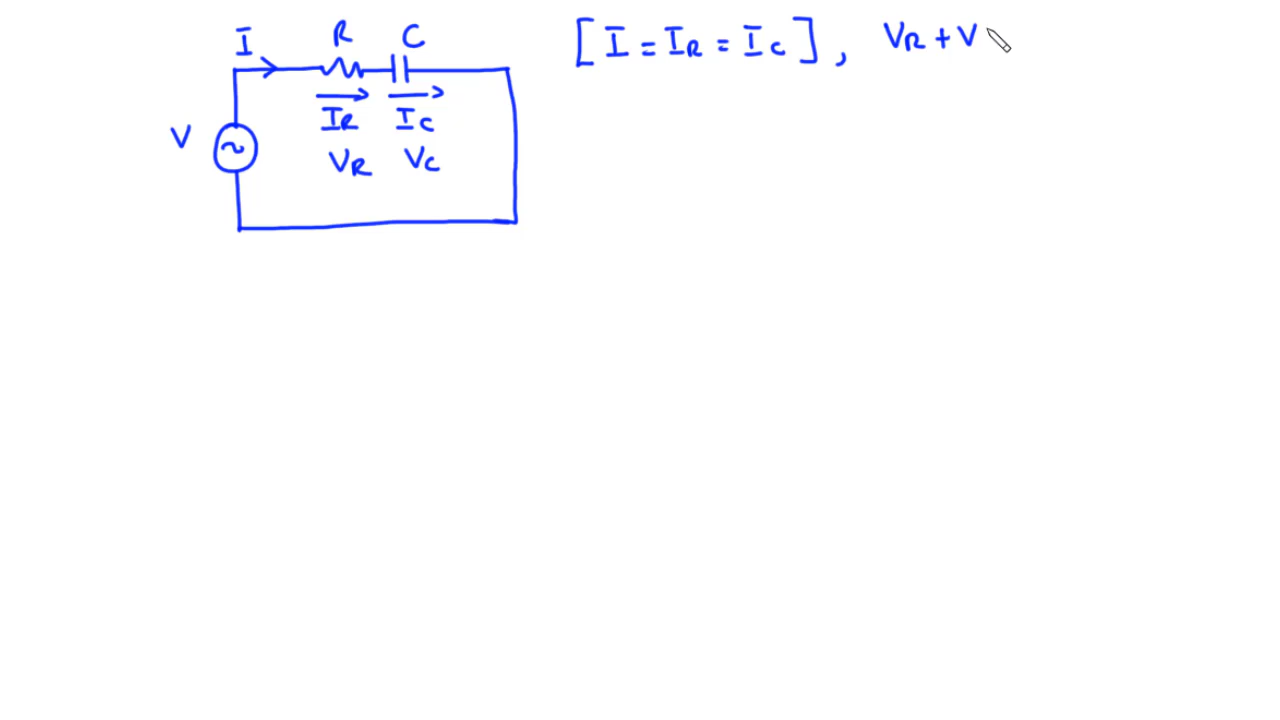 I R C [ I = IR = IC ] , VR + V
V ~ IR IC
VR VC